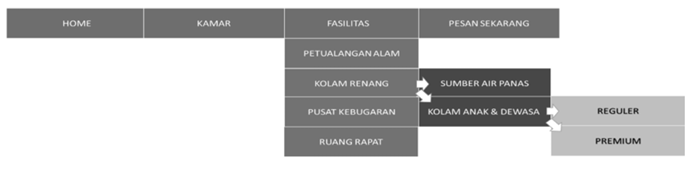 HOME KAMAR FASILITAS PESAN SEKARANG
PETUALANGAN ALAM
KOLAM RENANG SUMBER AIR PANAS
PUSAT KEBUGARAN KOLAM ANAK & DEWASA REGULER
RUANG RAPAT PREMIUM